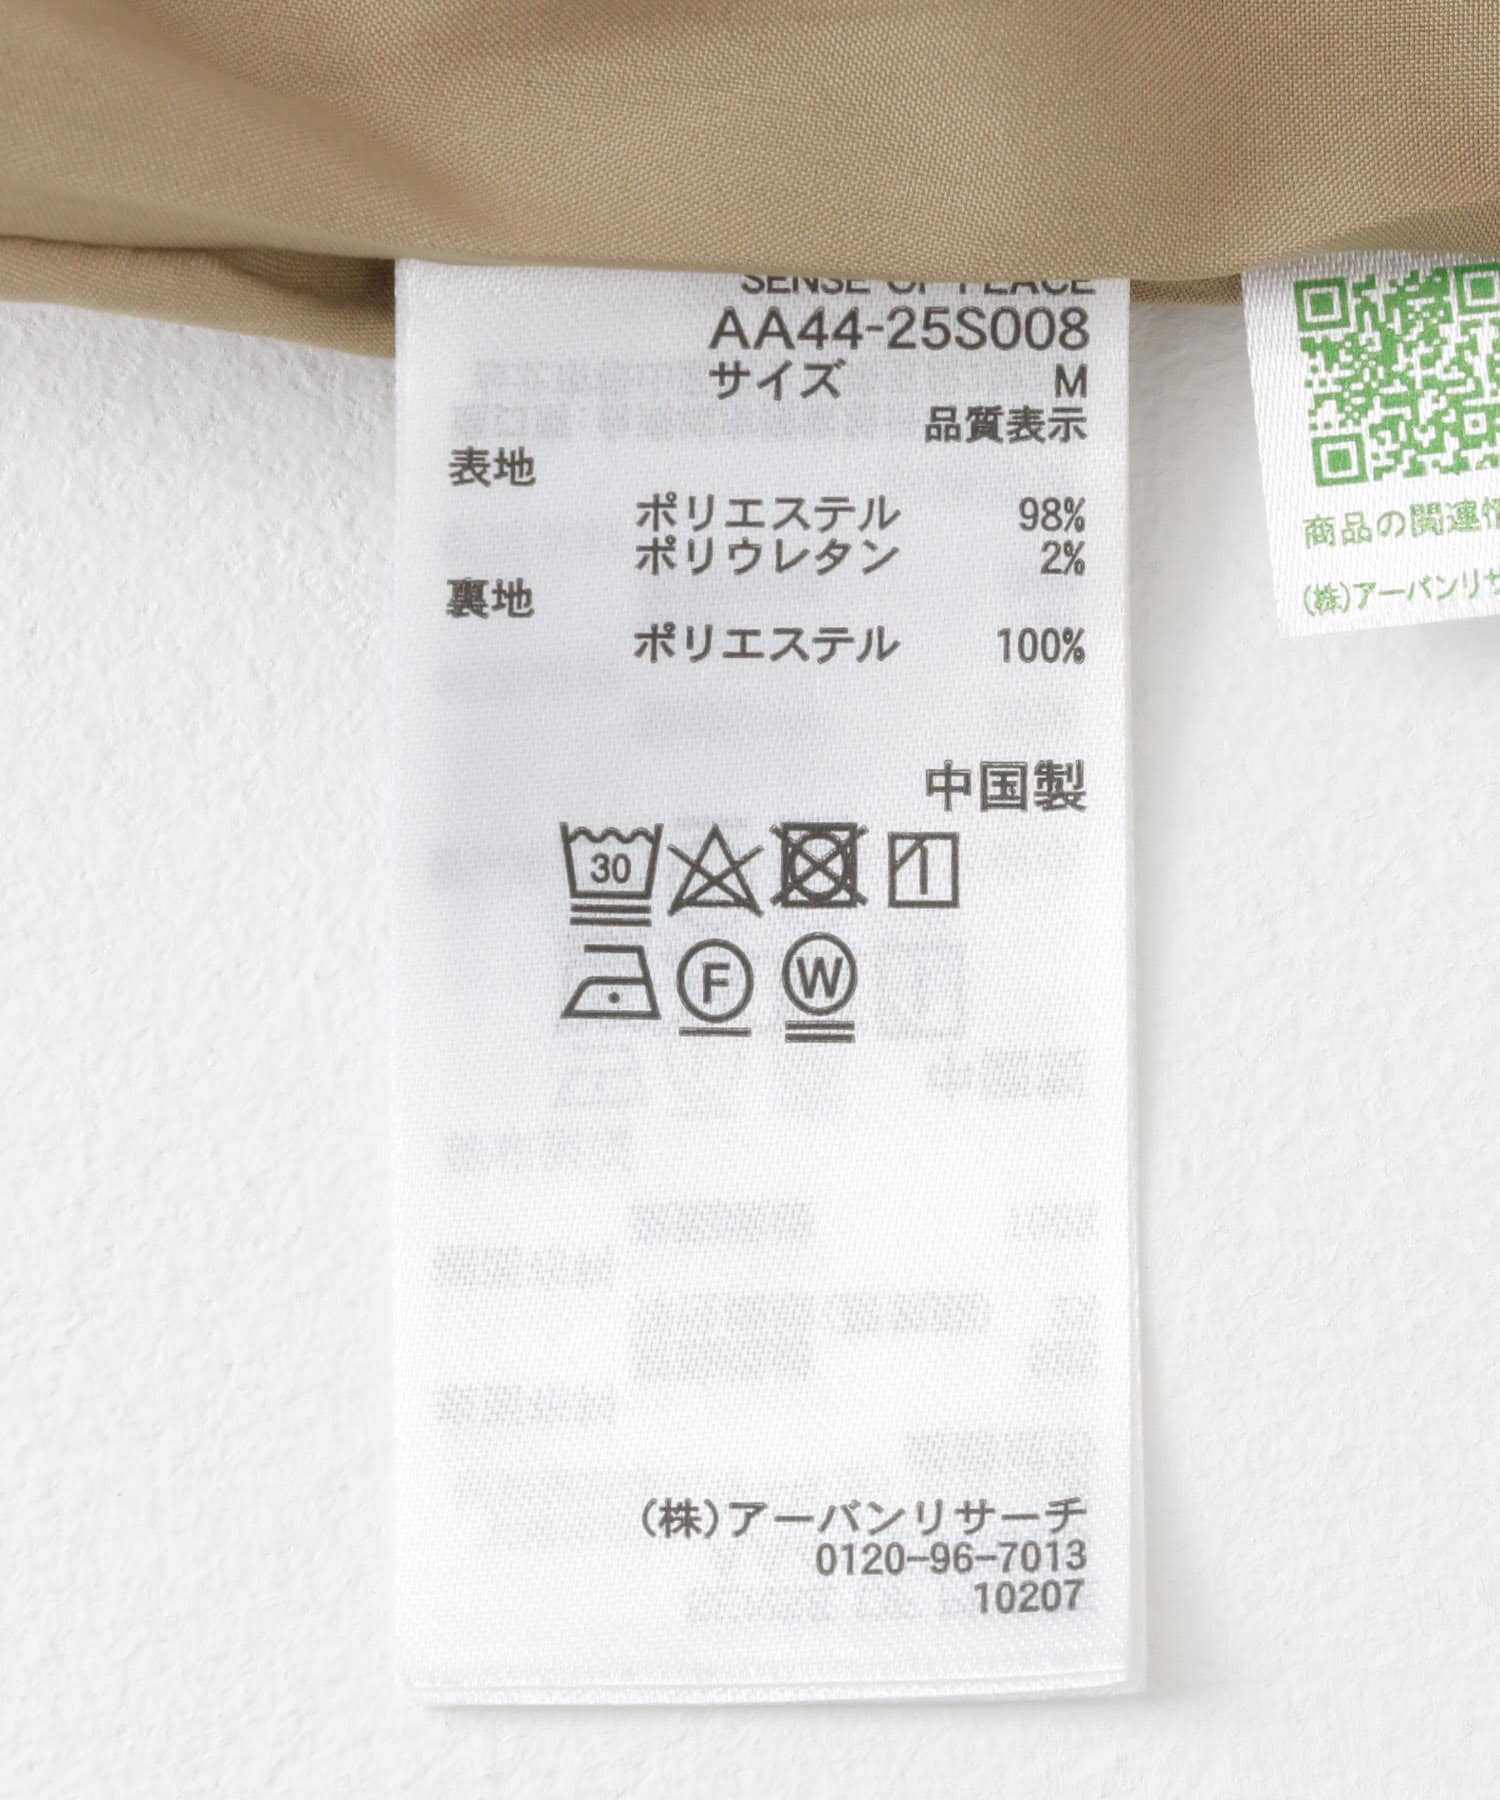 SENSE OF PLACE
AA44-25S008
サイズ M
品質表示
表地
ポリエステル 98%
ポリウレタン 2%
裏地
ポリエステル 100%
中国製
30
F W
(株)アーバンリサーチ
0120-96-7013
10207
商品の関連情
(株)アーバンリサ